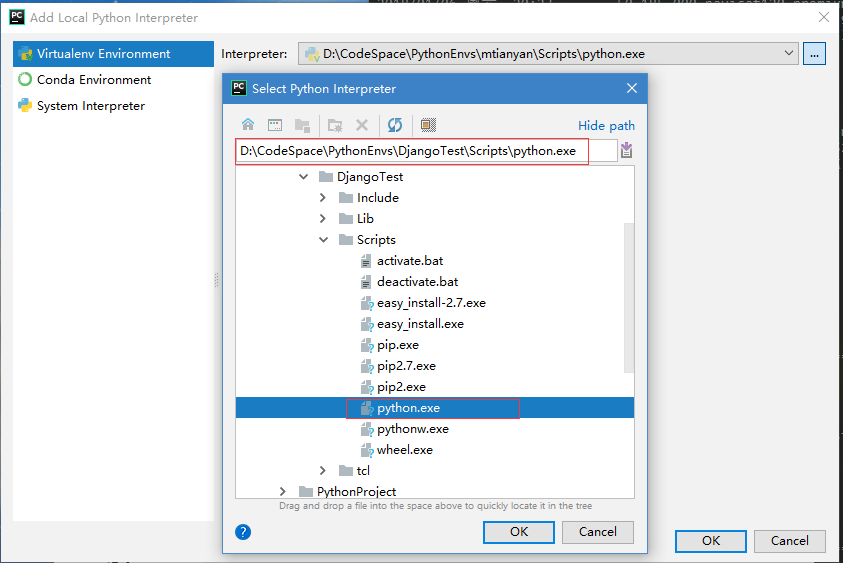 PC Add Local Python Interpreter
Virtualenv Environment
Conda Environment
System Interpreter
Interpreter: D:\CodeSpace\PythonEnvs\mtianyan\Scripts\python.exe ...
PC Select Python Interpreter
Hide path
D:\CodeSpace\PythonEnvs\DjangoTest\Scripts\python.exe
DjangoTest
Include
Lib
Scripts
activate.bat
deactivate.bat
easy_install-2.7.exe
easy_install.exe
pip.exe
pip2.7.exe
pip2.exe
python.exe
pythonw.exe
wheel.exe
tcl
PythonProject
Drag and drop a file into the space above to quickly locate it in the tree
? OK Cancel
OK Cancel